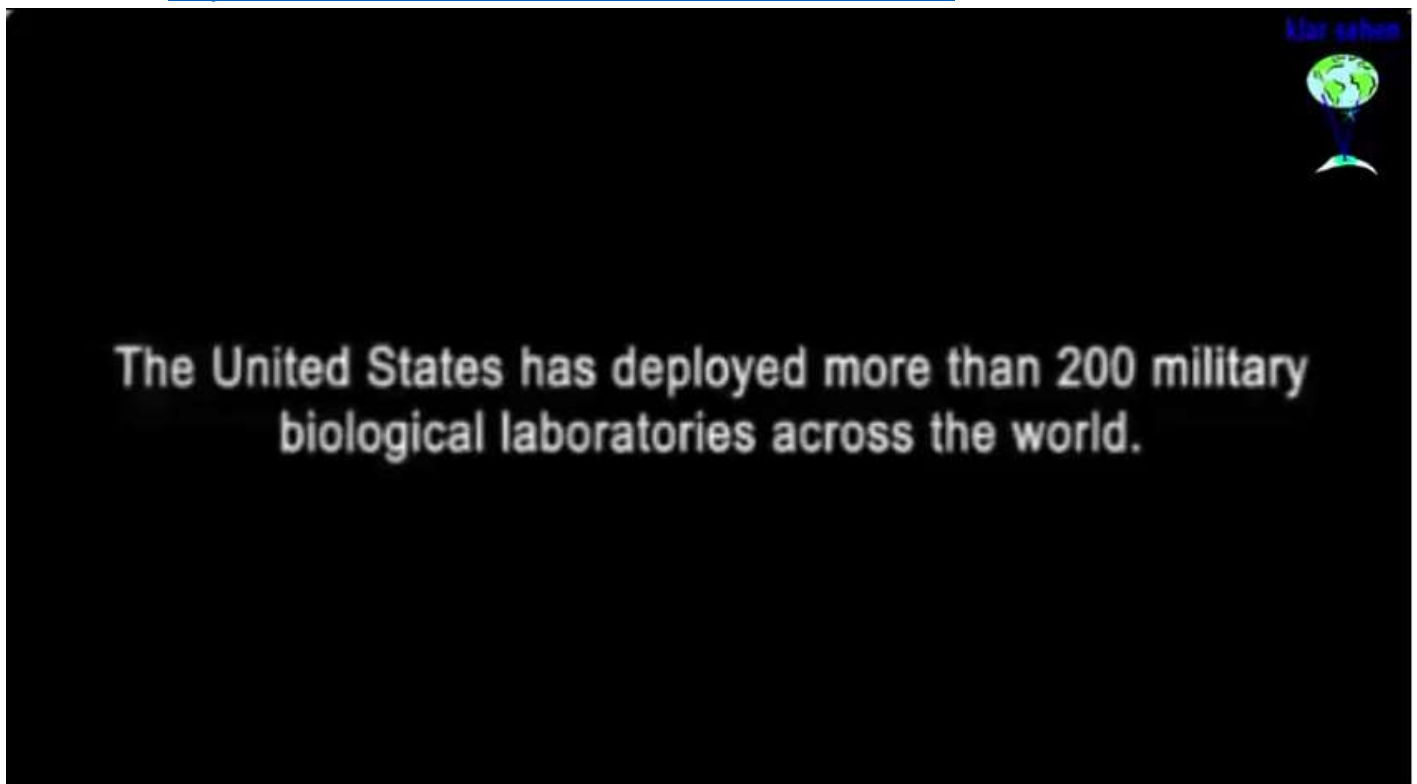 klar sehen
The United States has deployed more than 200 military
biological laboratories across the world.